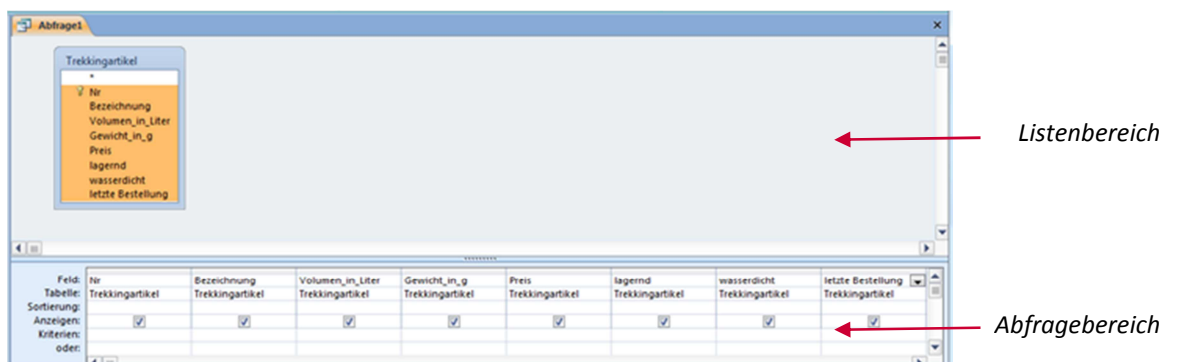 Abfrage1
Trekkingartikel
*
Nr
Bezeichnung
Volumen_in_Liter
Gewicht_in_g
Preis
lagernd
wasserdicht
letzte Bestellung
Listenbereich
Feld: Nr Bezeichnung Volumen_in_Liter Gewicht_in_g Preis lagernd wasserdicht letzte Bestellung
Tabelle: Trekkingartikel Trekkingartikel Trekkingartikel Trekkingartikel Trekkingartikel Trekkingartikel Trekkingartikel Trekkingartikel
Sortierung:
Anzeigen:
Kriterien:
oder:
Abfragebereich